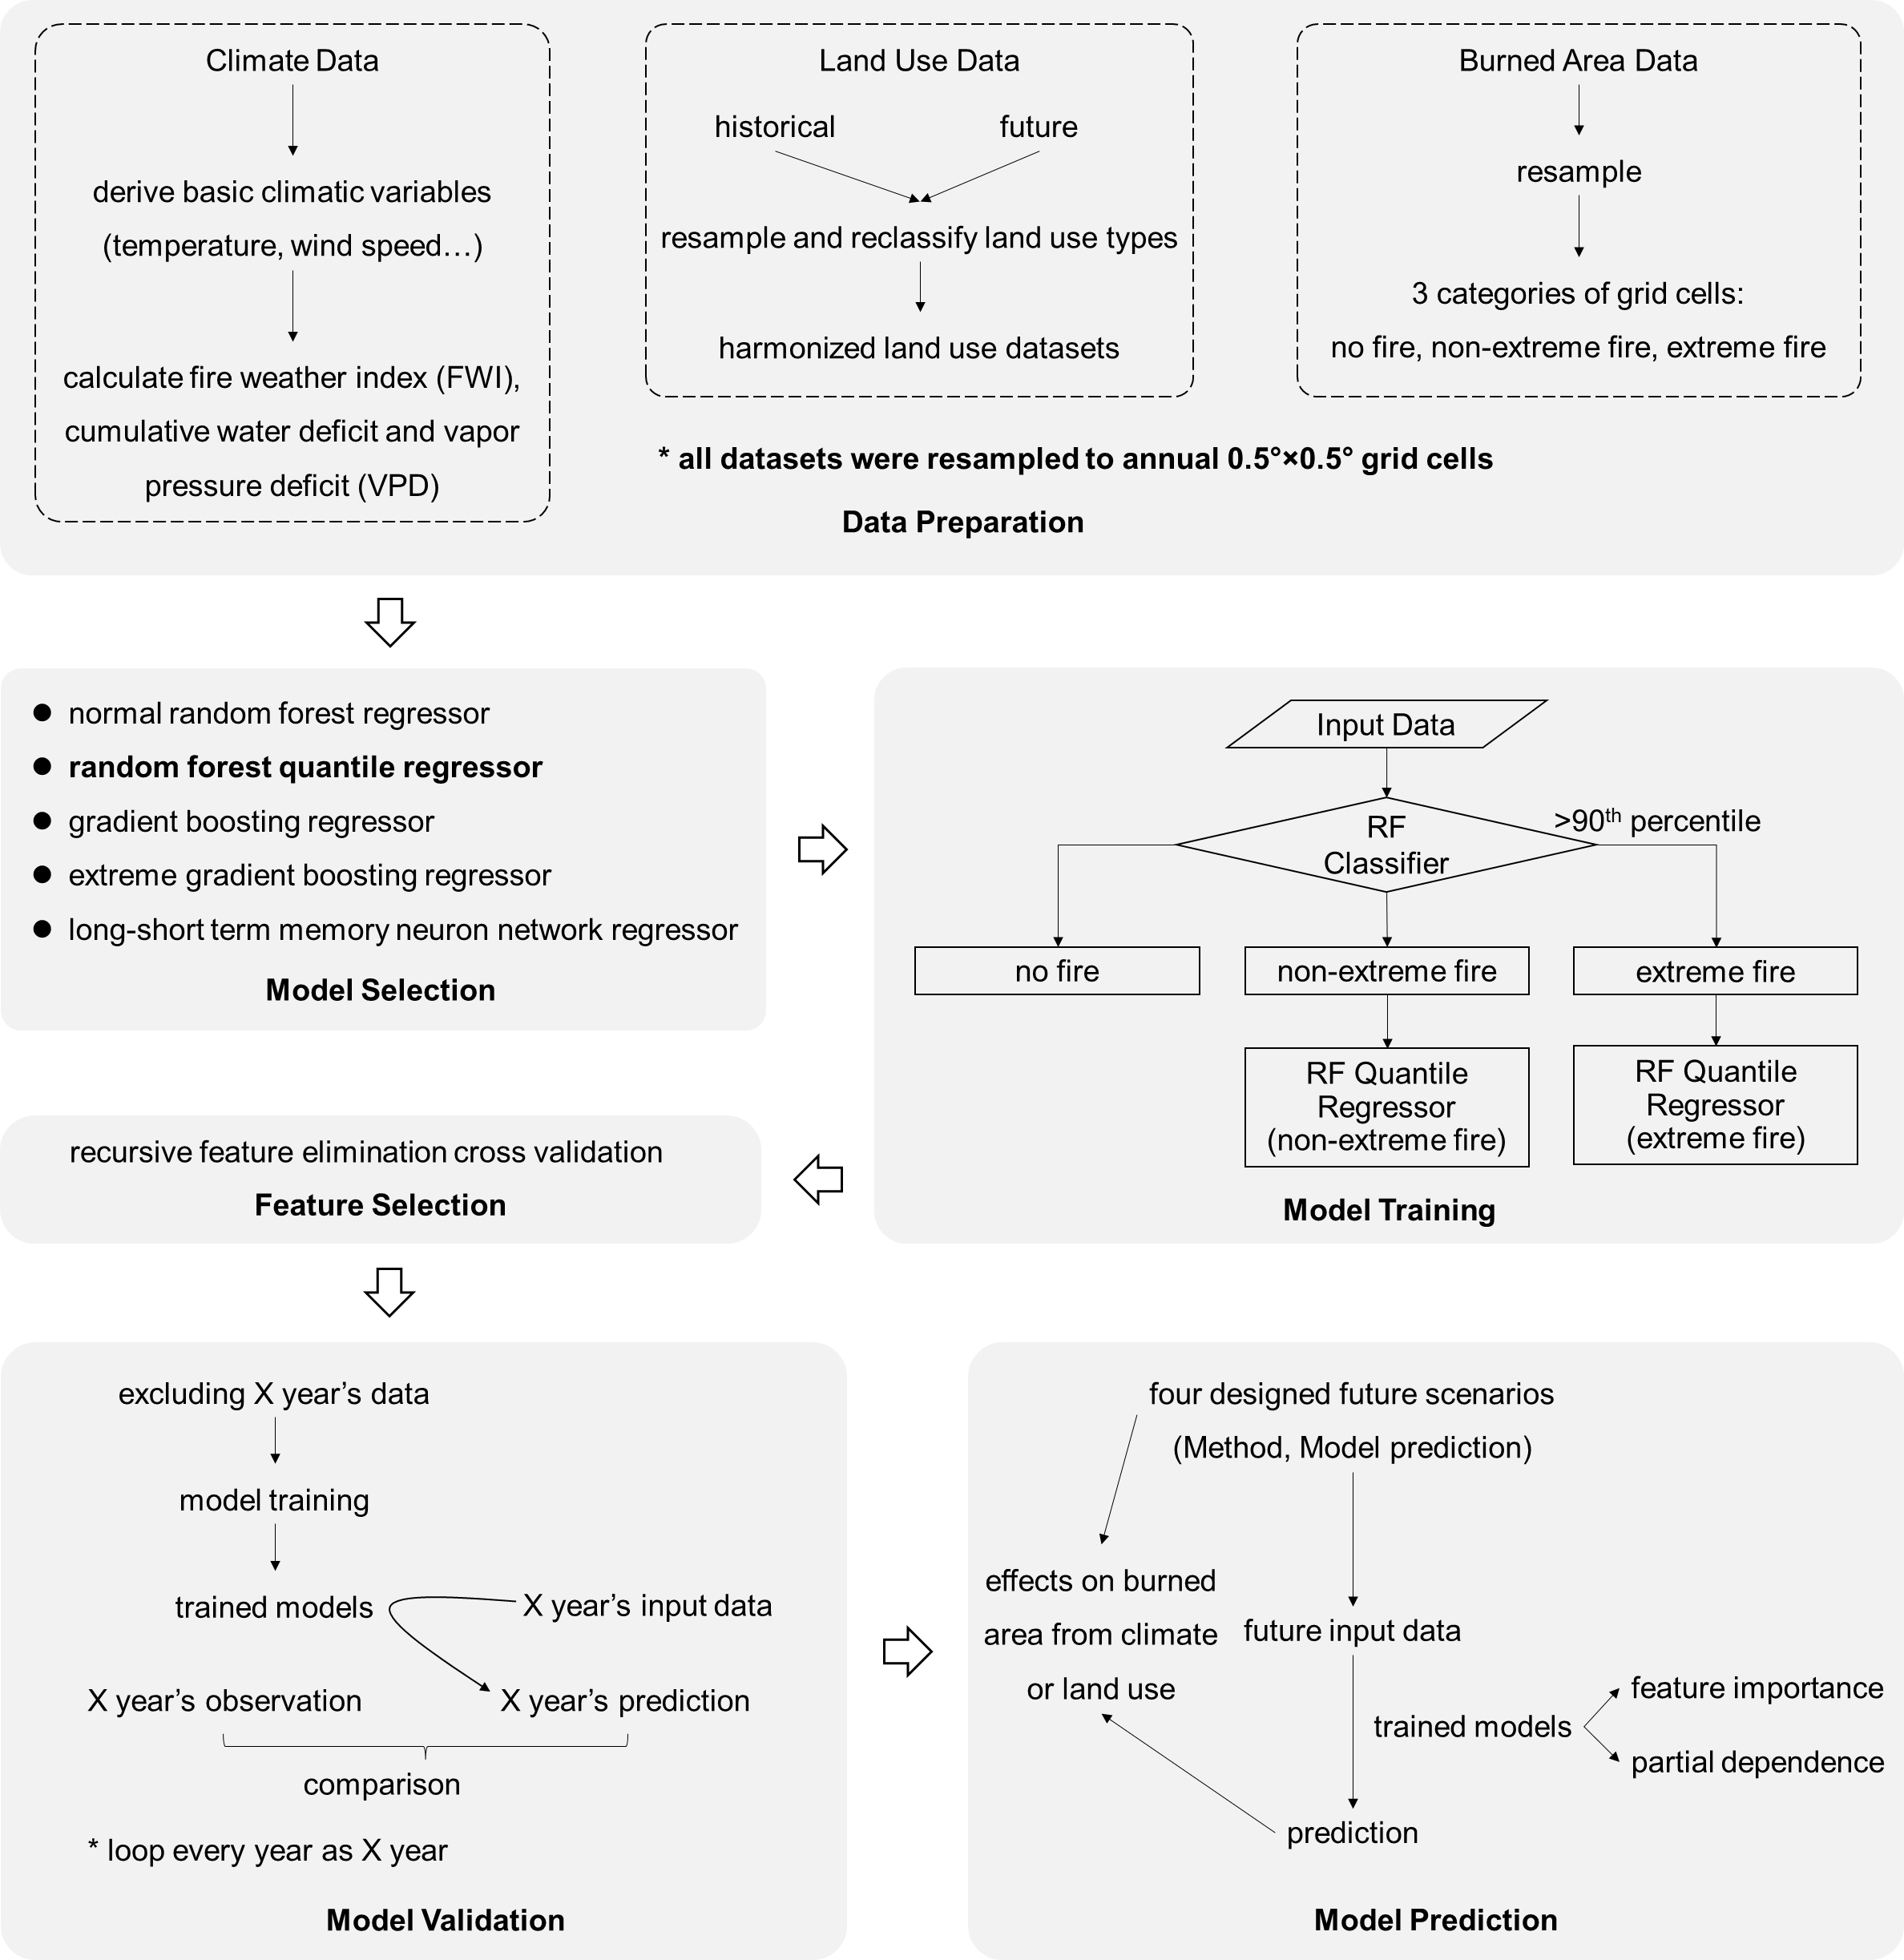 Climate Data
derive basic climatic variables
(temperature, wind speed…)
calculate fire weather index (FWI),
cumulative water deficit and vapor
pressure deficit (VPD)
Land Use Data
historical
future
resample and reclassify land use types
harmonized land use datasets
Burned Area Data
resample
3 categories of grid cells:
no fire, non-extreme fire, extreme fire
* all datasets were resampled to annual 0.5°×0.5° grid cells
Data Preparation
● normal random forest regressor
● random forest quantile regressor
● gradient boosting regressor
● extreme gradient boosting regressor
● long-short term memory neuron network regressor
Model Selection
Input Data
RF
Classifier
>90th percentile
no fire
non-extreme fire
extreme fire
RF Quantile
Regressor
(non-extreme fire)
RF Quantile
Regressor
(extreme fire)
Model Training
recursive feature elimination cross validation
Feature Selection
excluding X year’s data
model training
trained models
X year’s input data
X year’s observation
X year’s prediction
comparison
* loop every year as X year
Model Validation
four designed future scenarios
(Method, Model prediction)
effects on burned
area from climate
or land use
future input data
trained models
feature importance
partial dependence
prediction
Model Prediction